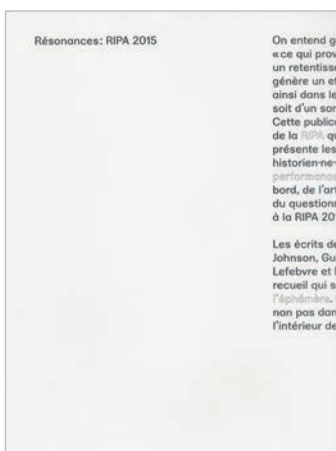 Résonances: RIPA 2015
On entend g
«ce qui prov
un retentisse
génère un ef
ainsi dans le
soit d'un son
Cette publica
de la RIPA qu
présente les
historien·ne·
performance
bord, de l'art
du questionn
à la RIPA 201
Les écrits de
Johnson, Gu
Lefebvre et
recueil qui s
l'éphémère.
non pas dan
l'intérieur de